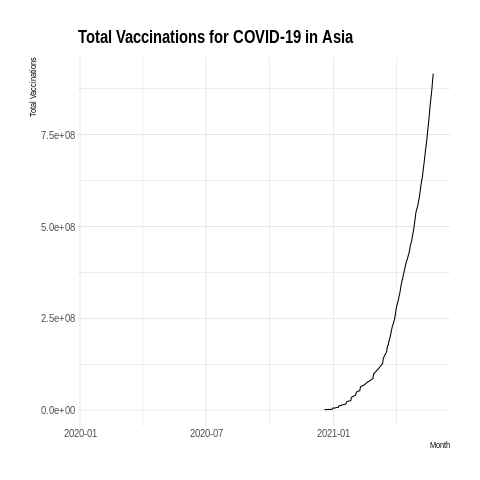 Total Vaccinations for COVID-19 in Asia
Total Vaccinations
7.5e+08
5.0e+08
2.5e+08
0.0e+00
2020-01 2020-07 2021-01
Month